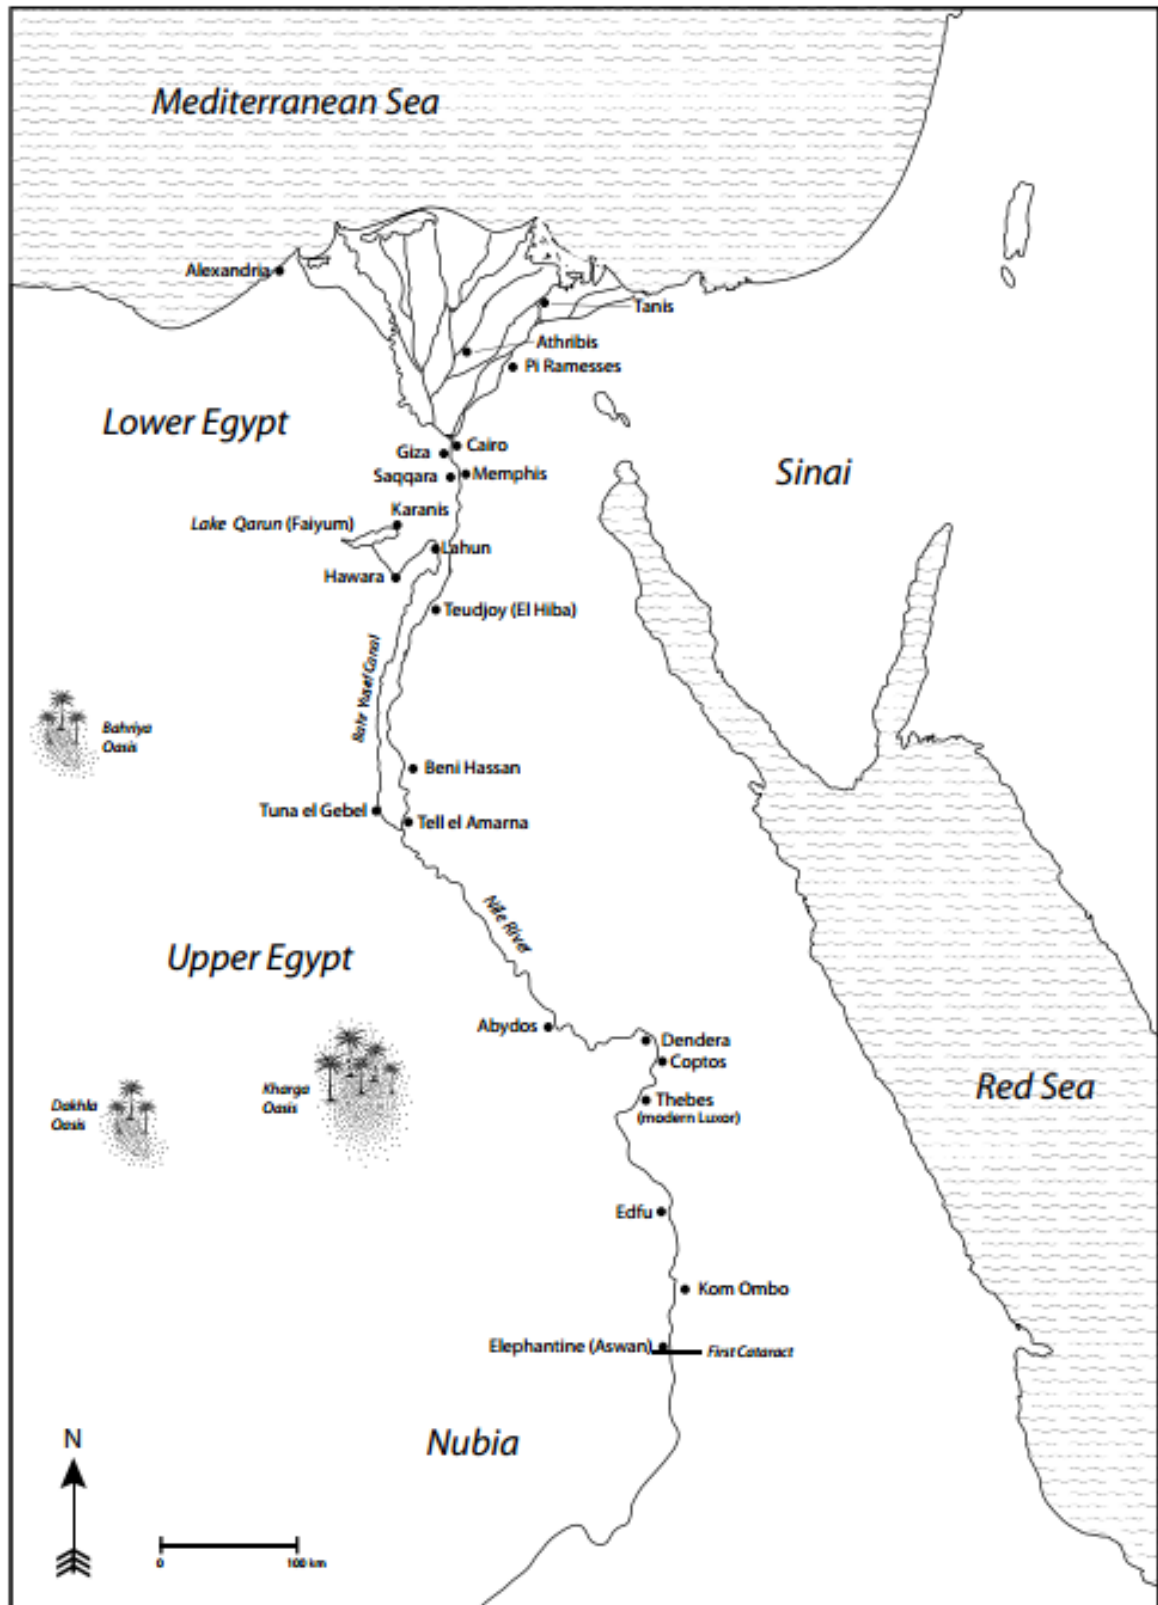 Mediterranean Sea
Alexandria
Tanis
Athribis
Pi Ramesses
Lower Egypt
Cairo
Giza
Sinai
Saqqara
Memphis
Karanis
Lake Qarun (Faiyum)
Lahun
Hawara
Teudjoy (El Hiba)
Bahr Yusef Canal
Bahriya
Oasis
Beni Hassan
Tuna el Gebel
Tell el Amarna
Nile River
Upper Egypt
Abydos
Dendera
Coptos
Kharga
Oasis
Dakhla
Oasis
Red Sea
Thebes
(modern Luxor)
Edfu
Kom Ombo
Elephantine (Aswan)
First Cataract
Nubia
N
0 100 km